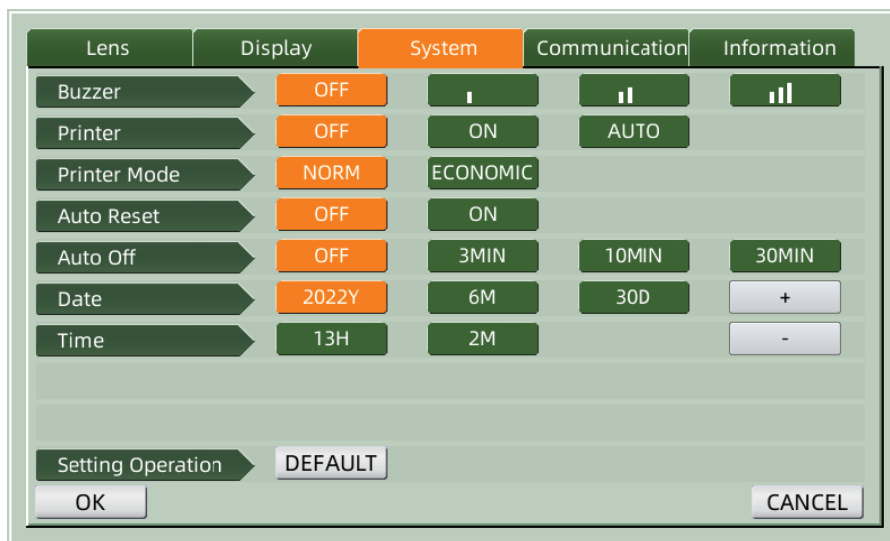 Lens Display System Communication Information
Buzzer OFF
Printer OFF ON AUTO
Printer Mode NORM ECONOMIC
Auto Reset OFF ON
Auto Off OFF 3MIN 10MIN 30MIN
Date 2022Y 6M 30D +
Time 13H 2M -
Setting Operation DEFAULT
OK CANCEL